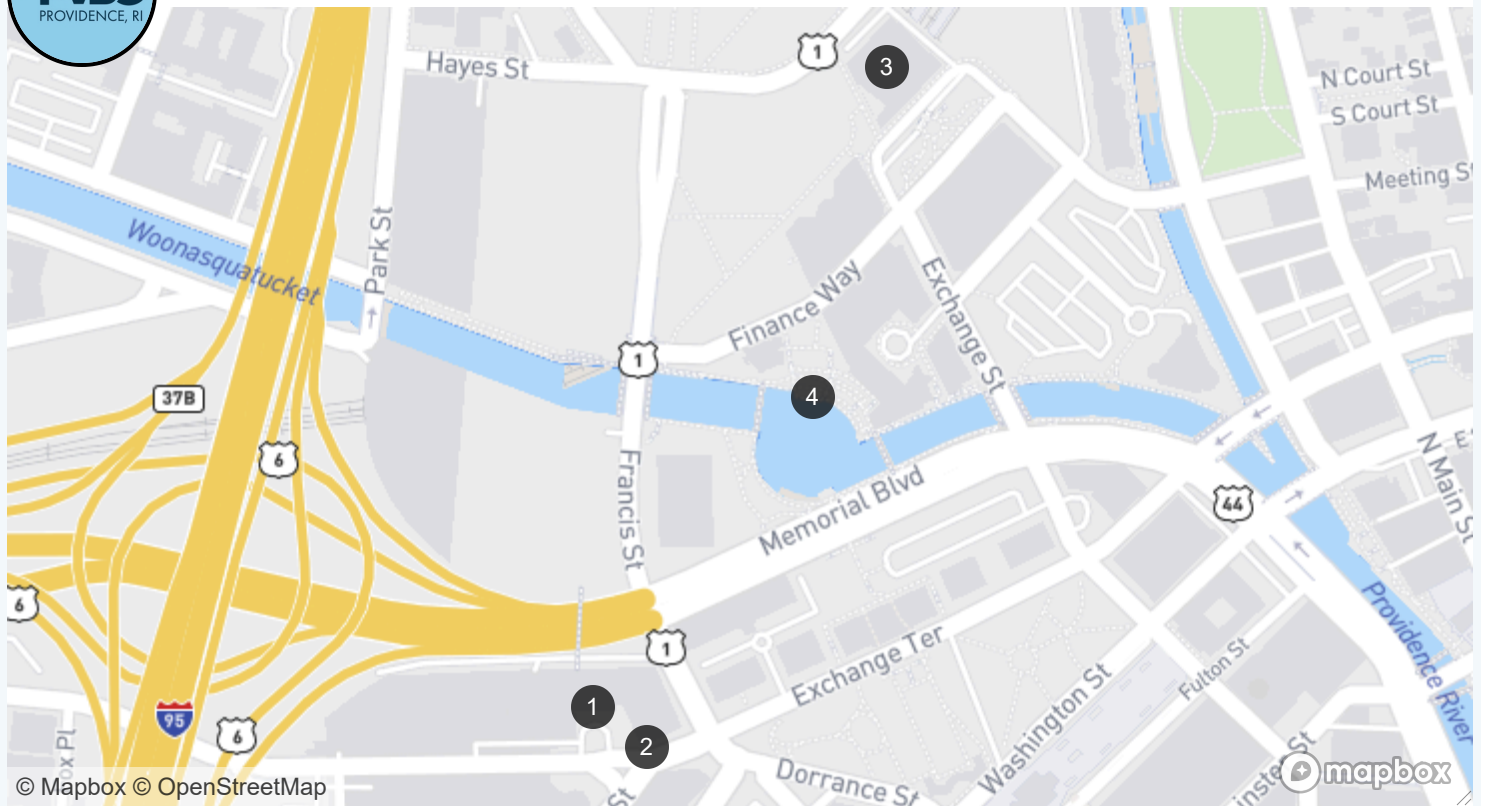 PROVIDENCE, RI
1
3
Hayes St
N Court St
S Court St
Meeting St
Woonasquatucket
Park St
Finance Way
Exchange St
1
37B
4
6
Francis St
Memorial Blvd
44
N Main St
E
6
1
Exchange Ter
Providence River
Fulton St
Washington St
1
2
95
6
Dorrance St
St
© Mapbox © OpenStreetMap
mapbox